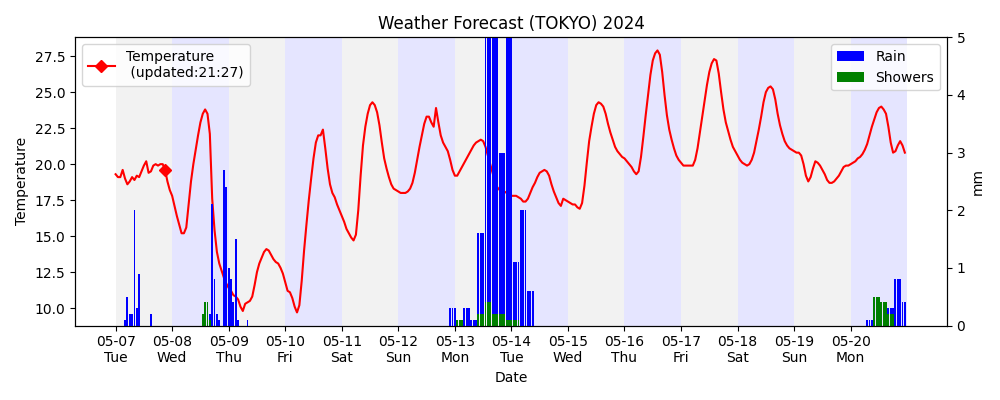 Weather Forecast (TOKYO) 2024
Temperature
(updated:21:27)
Rain
Showers
Temperature
27.5
25.0
22.5
20.0
17.5
15.0
12.5
10.0
5
4
3
2
1
0
mm
05-07 05-08 05-09 05-10 05-11 05-12 05-13 05-14 05-15 05-16 05-17 05-18 05-19 05-20
Tue Wed Thu Fri Sat Sun Mon Tue Wed Thu Fri Sat Sun Mon
Date